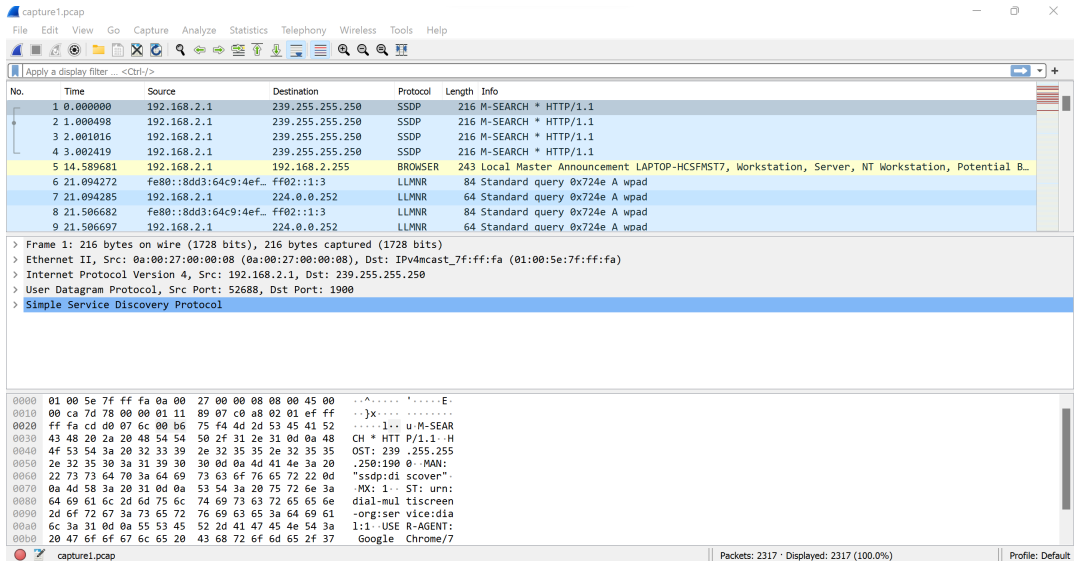 capture1.pcap
File Edit View Go Capture Analyze Statistics Telephony Wireless Tools Help
Apply a display filter ... <Ctrl-/>
No. Time Source Destination Protocol Length Info
1 0.000000 192.168.2.1 239.255.255.250 SSDP 216 M-SEARCH * HTTP/1.1
2 1.000498 192.168.2.1 239.255.255.250 SSDP 216 M-SEARCH * HTTP/1.1
3 2.001016 192.168.2.1 239.255.255.250 SSDP 216 M-SEARCH * HTTP/1.1
4 3.002419 192.168.2.1 239.255.255.250 SSDP 216 M-SEARCH * HTTP/1.1
5 14.589681 192.168.2.1 192.168.2.255 BROWSER 243 Local Master Announcement LAPTOP-HCSFMST7, Workstation, Server, NT Workstation, Potential B…
6 21.094272 fe80::8dd3:64c9:4ef… ff02::1:3 LLMNR 84 Standard query 0x724e A wpad
7 21.094285 192.168.2.1 224.0.0.252 LLMNR 64 Standard query 0x724e A wpad
8 21.506682 fe80::8dd3:64c9:4ef… ff02::1:3 LLMNR 84 Standard query 0x724e A wpad
9 21.506697 192.168.2.1 224.0.0.252 LLMNR 64 Standard query 0x724e A wpad
> Frame 1: 216 bytes on wire (1728 bits), 216 bytes captured (1728 bits)
> Ethernet II, Src: 0a:00:27:00:00:08 (0a:00:27:00:00:08), Dst: IPv4mcast_7f:ff:fa (01:00:5e:7f:ff:fa)
> Internet Protocol Version 4, Src: 192.168.2.1, Dst: 239.255.255.250
> User Datagram Protocol, Src Port: 52688, Dst Port: 1900
> Simple Service Discovery Protocol
0000 01 00 5e 7f ff fa 0a 00 27 00 00 08 08 00 45 00 ··^····· '·····E·
0010 00 ca 7d 78 00 00 01 11 89 07 c0 a8 02 01 ef ff ··}x···· ········
0020 ff fa cd d0 07 6c 00 b6 75 f4 4d 2d 53 45 41 52 ·····l·· u·M-SEAR
0030 43 48 20 2a 20 48 54 54 50 2f 31 2e 31 0d 0a 48 CH * HTT P/1.1··H
0040 4f 53 54 3a 20 32 33 39 2e 32 35 35 2e 32 35 35 OST: 239 .255.255
0050 2e 32 35 30 3a 31 39 30 30 0d 0a 4d 41 4e 3a 20 .250:190 0··MAN:
0060 22 73 73 64 70 3a 64 69 73 63 6f 76 65 72 22 0d "ssdp:di scover"·
0070 0a 4d 58 3a 20 31 0d 0a 53 54 3a 20 75 72 6e 3a ·MX: 1·· ST: urn:
0080 64 69 61 6c 2d 6d 75 6c 74 69 73 63 72 65 65 6e dial-mul tiscreen
0090 2d 6f 72 67 3a 73 65 72 76 69 63 65 3a 64 69 61 -org:ser vice:dia
00a0 6c 3a 31 0d 0a 55 53 45 52 2d 41 47 45 4e 54 3a l:1··USE R-AGENT:
00b0 20 47 6f 6f 67 6c 65 20 43 68 72 6f 6d 65 2f 37 Google Chrome/7
capture1.pcap Packets: 2317 · Displayed: 2317 (100.0%) Profile: Default